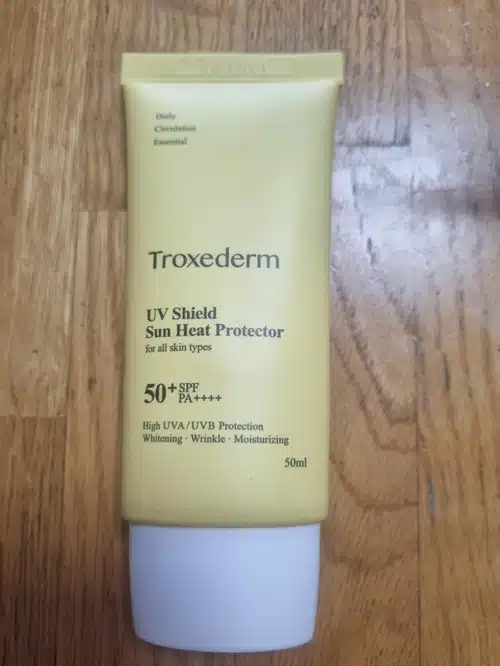 Daily
Circulation
Essential
Troxederm
UV Shield
Sun Heat Protector
for all skin types
50+ SPF
PA++++
High UVA/UVB Protection
Whitening · Wrinkle · Moisturizing
50ml